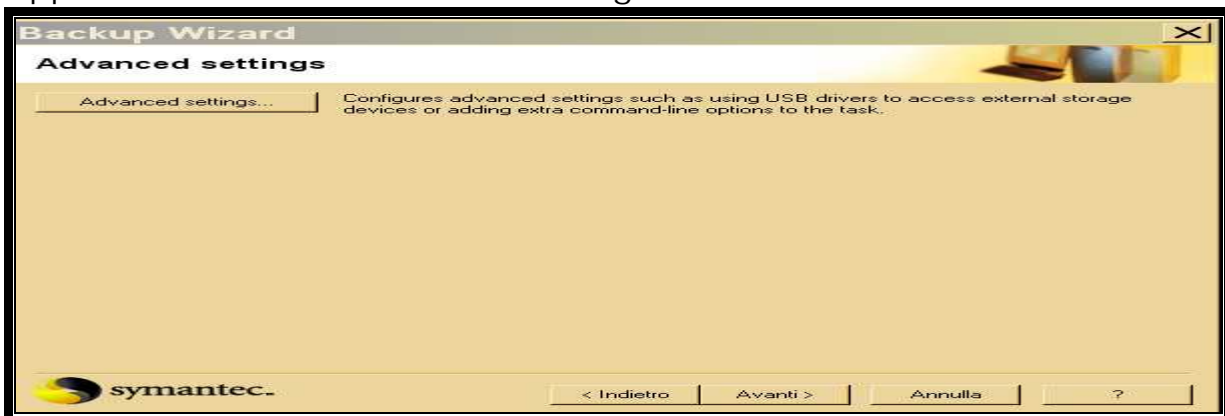 Backup Wizard
Advanced settings
Advanced settings...
Configures advanced settings such as using USB drivers to access external storage
devices or adding extra command-line options to the task.
symantec.
< Indietro
Avanti >
Annulla
?